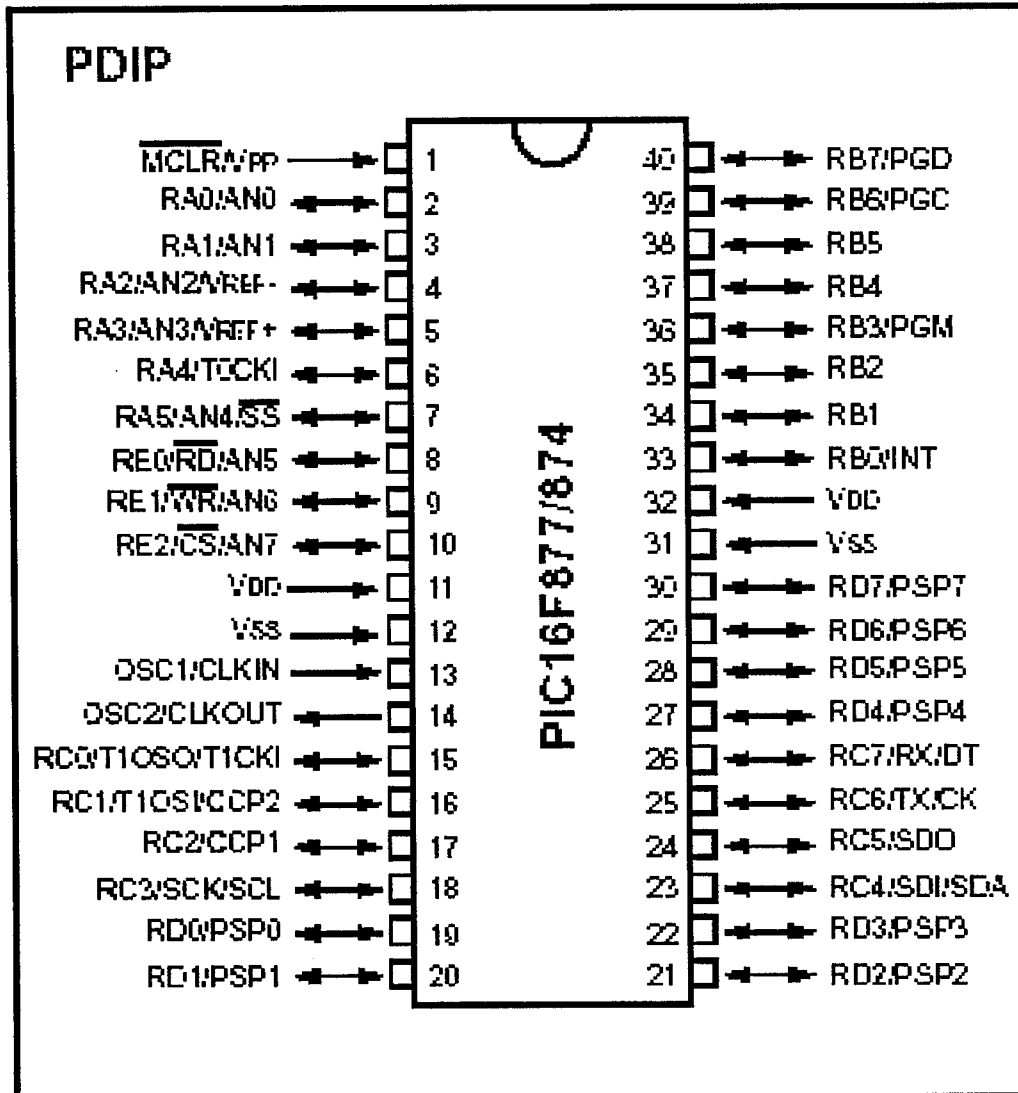 PDIP
MCLR/VPP 1 40 RB7/PGD
RA0/AN0 2 39 RB6/PGC
RA1/AN1 3 38 RB5
RA2/AN2/VREF- 4 37 RB4
RA3/AN3/VREF+ 5 36 RB3/PGM
RA4/T0CKI 6 35 RB2
RA5/AN4/SS 7 34 RB1
RE0/RD/AN5 8 33 RB0/INT
RE1/WR/AN6 9 32 VDD
RE2/CS/AN7 10 31 VSS
VDD 11 30 RD7/PSP7
VSS 12 29 RD6/PSP6
OSC1/CLKIN 13 28 RD5/PSP5
OSC2/CLKOUT 14 27 RD4/PSP4
RC0/T1OSO/T1CKI 15 26 RC7/RX/DT
RC1/T1OSI/CCP2 16 25 RC6/TX/CK
RC2/CCP1 17 24 RC5/SDO
RC3/SCK/SCL 18 23 RC4/SDI/SDA
RD0/PSP0 19 22 RD3/PSP3
RD1/PSP1 20 21 RD2/PSP2
PIC16F877/874